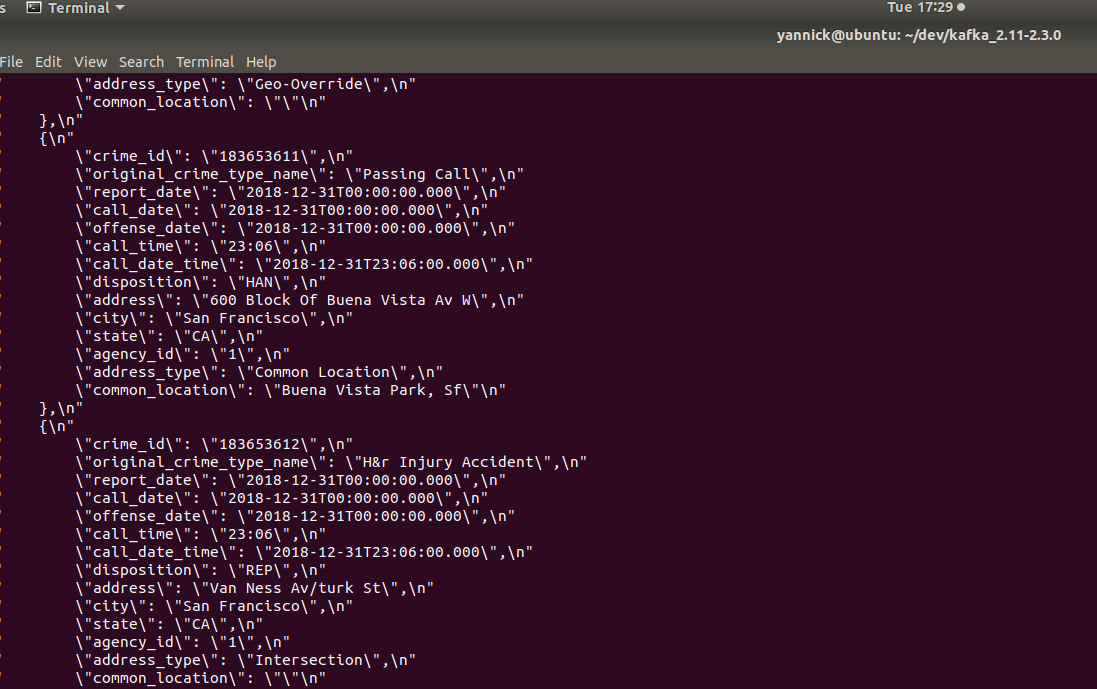 s Terminal Tue 17:29
yannick@ubuntu: ~/dev/kafka_2.11-2.3.0
File Edit View Search Terminal Help
" \"address_type\": \"Geo-Override\",\n"
" \"common_location\": \"\"\n"
" },\n"
" {\n"
" \"crime_id\": \"183653611\",\n"
" \"original_crime_type_name\": \"Passing Call\",\n"
" \"report_date\": \"2018-12-31T00:00:00.000\",\n"
" \"call_date\": \"2018-12-31T00:00:00.000\",\n"
" \"offense_date\": \"2018-12-31T00:00:00.000\",\n"
" \"call_time\": \"23:06\",\n"
" \"call_date_time\": \"2018-12-31T23:06:00.000\",\n"
" \"disposition\": \"HAN\",\n"
" \"address\": \"600 Block Of Buena Vista Av W\",\n"
" \"city\": \"San Francisco\",\n"
" \"state\": \"CA\",\n"
" \"agency_id\": \"1\",\n"
" \"address_type\": \"Common Location\",\n"
" \"common_location\": \"Buena Vista Park, Sf\"\n"
" },\n"
" {\n"
" \"crime_id\": \"183653612\",\n"
" \"original_crime_type_name\": \"H&r Injury Accident\",\n"
" \"report_date\": \"2018-12-31T00:00:00.000\",\n"
" \"call_date\": \"2018-12-31T00:00:00.000\",\n"
" \"offense_date\": \"2018-12-31T00:00:00.000\",\n"
" \"call_time\": \"23:06\",\n"
" \"call_date_time\": \"2018-12-31T23:06:00.000\",\n"
" \"disposition\": \"REP\",\n"
" \"address\": \"Van Ness Av/turk St\",\n"
" \"city\": \"San Francisco\",\n"
" \"state\": \"CA\",\n"
" \"agency_id\": \"1\",\n"
" \"address_type\": \"Intersection\",\n"
" \"common_location\": \"\"\n"